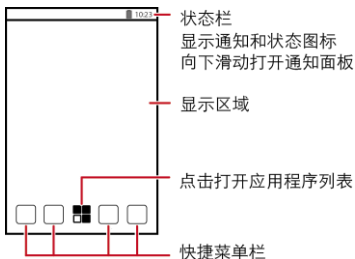 10:23
状态栏
显示通知和状态图标
向下滑动打开通知面板
显示区域
点击打开应用程序列表
快捷菜单栏